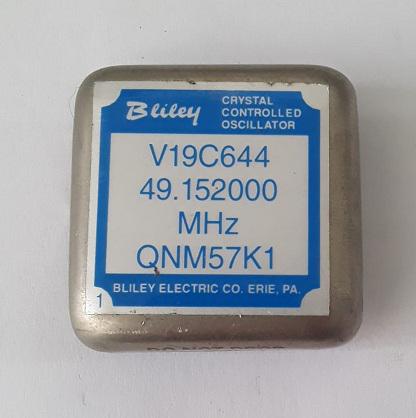 Bliley
CRYSTAL
CONTROLLED
OSCILLATOR
V19C644
49.152000
MHz
QNM57K1
BLILEY ELECTRIC CO. ERIE, PA.
1